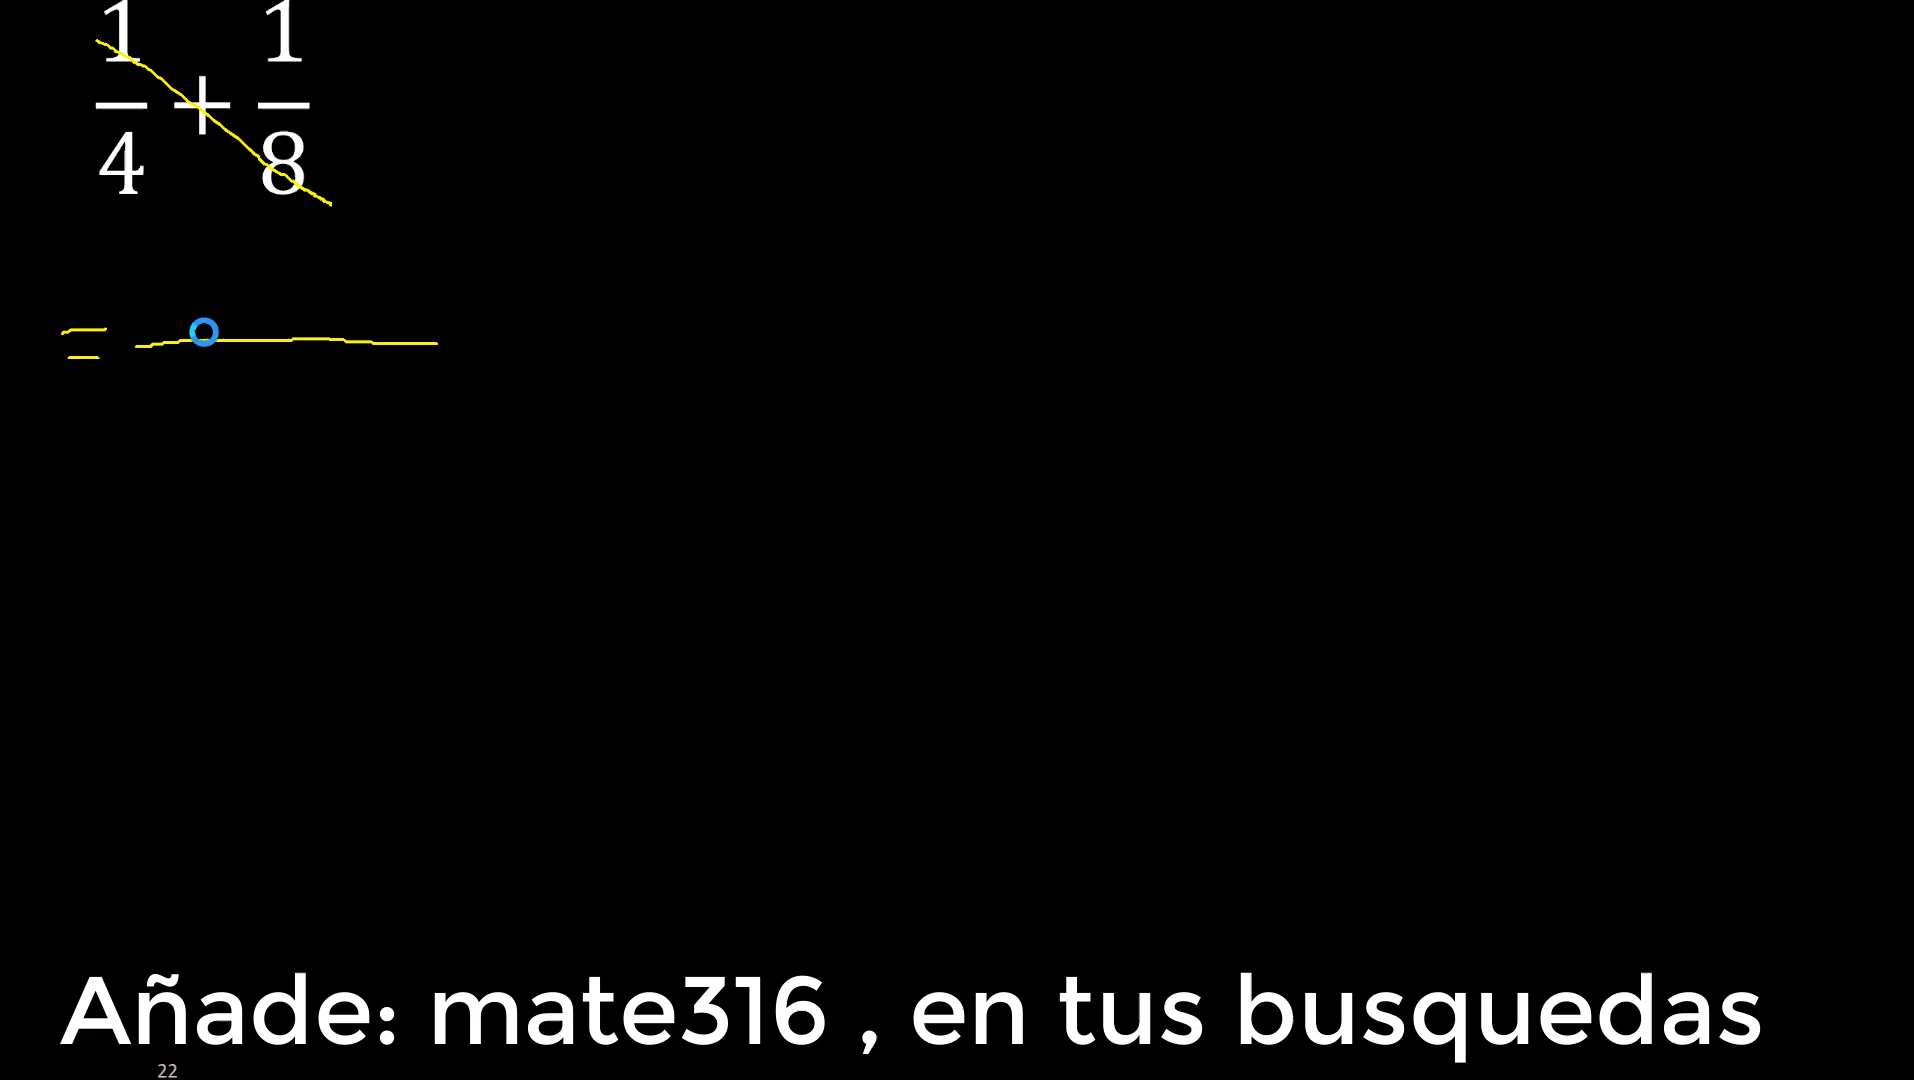 1/4 + 1/8
=
Añade: mate316 , en tus busquedas
22